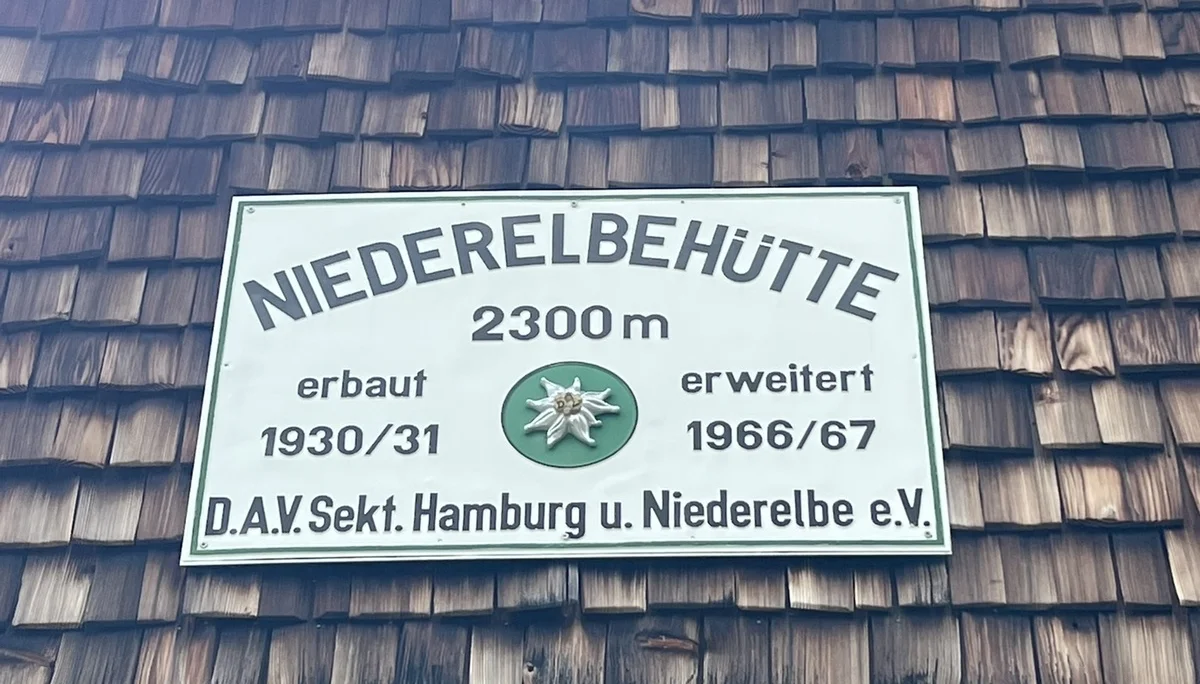 NIEDERELBEHÜTTE
2300 m
erbaut erweitert
1930/31 1966/67
D.A.V. Sekt. Hamburg u. Niederelbe e.V.